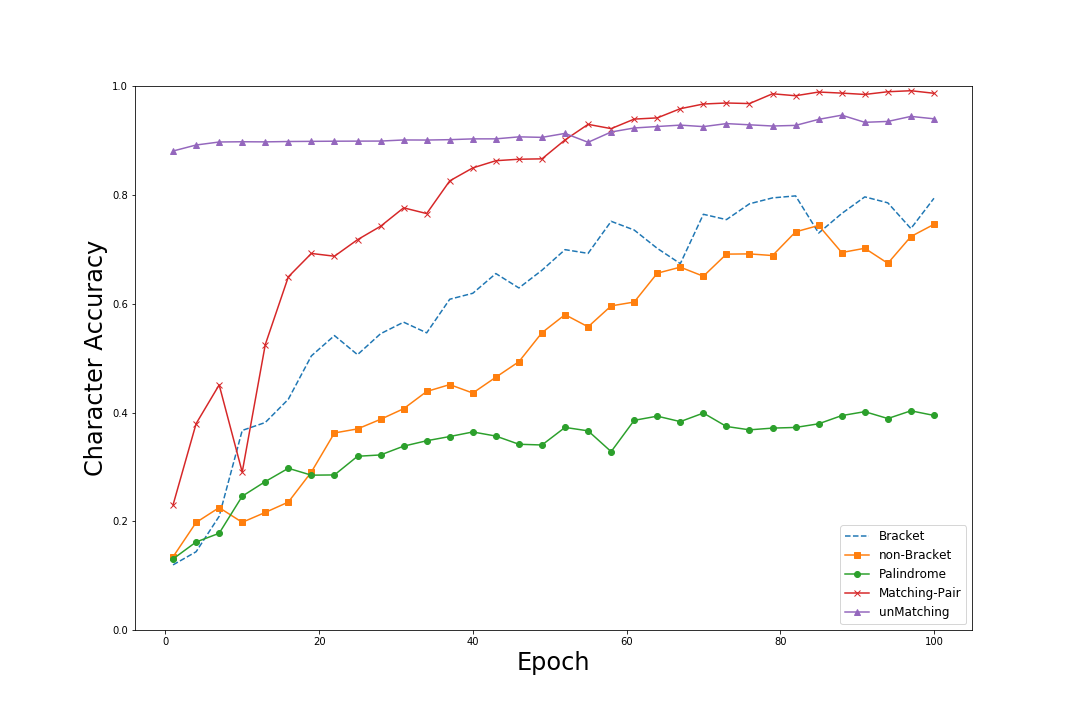 Character Accuracy
1.0
0.8
0.6
0.4
0.2
0.0
0 20 40 60 80 100
Epoch
Bracket
non-Bracket
Palindrome
Matching-Pair
unMatching